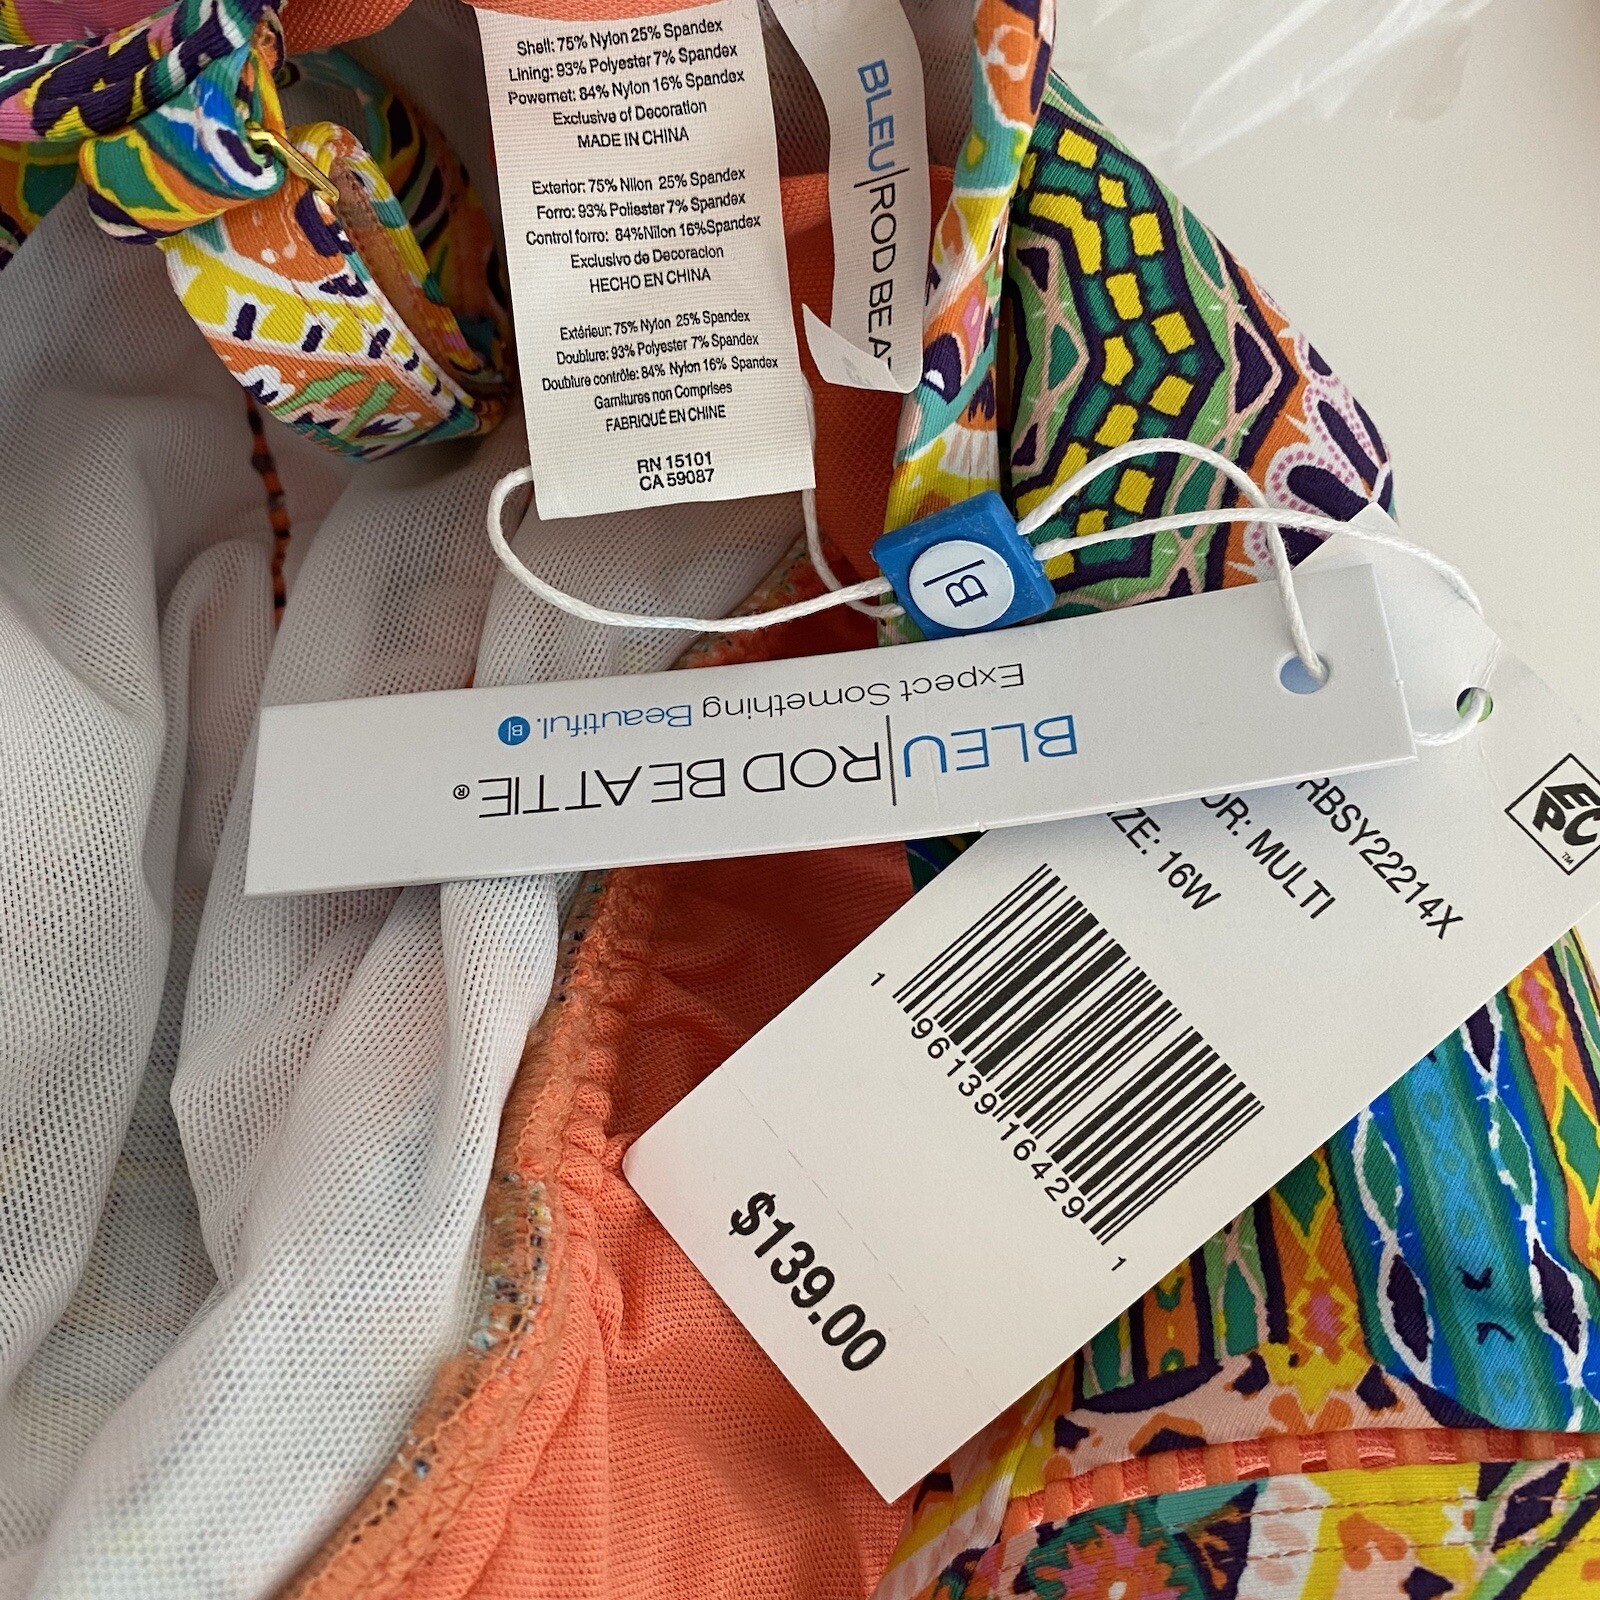 Shell: 75% Nylon 25% Spandex
Lining: 93% Polyester 7% Spandex
Powernet: 84% Nylon 16% Spandex
Exclusive of Decoration
MADE IN CHINA
Exterior: 75% Nilon 25% Spandex
Forro: 93% Poliester 7% Spandex
Control forro: 84%Nilon 16%Spandex
Exclusivo de Decoracion
HECHO EN CHINA
Extérieur: 75% Nylon 25% Spandex
Doublure: 93% Polyester 7% Spandex
Doublure contrôle: 84% Nylon 16% Spandex
Garnitures non Comprises
FABRIQUÉ EN CHINE
RN 15101
CA 59087
BLEU|ROD BEA
B|
BLEU|ROD BEATTIE®
Expect Something Beautiful. B|
EPC™
RBSY22214X
OR: MULTI
ZE: 16W
1 96139 16429 1
$139.00